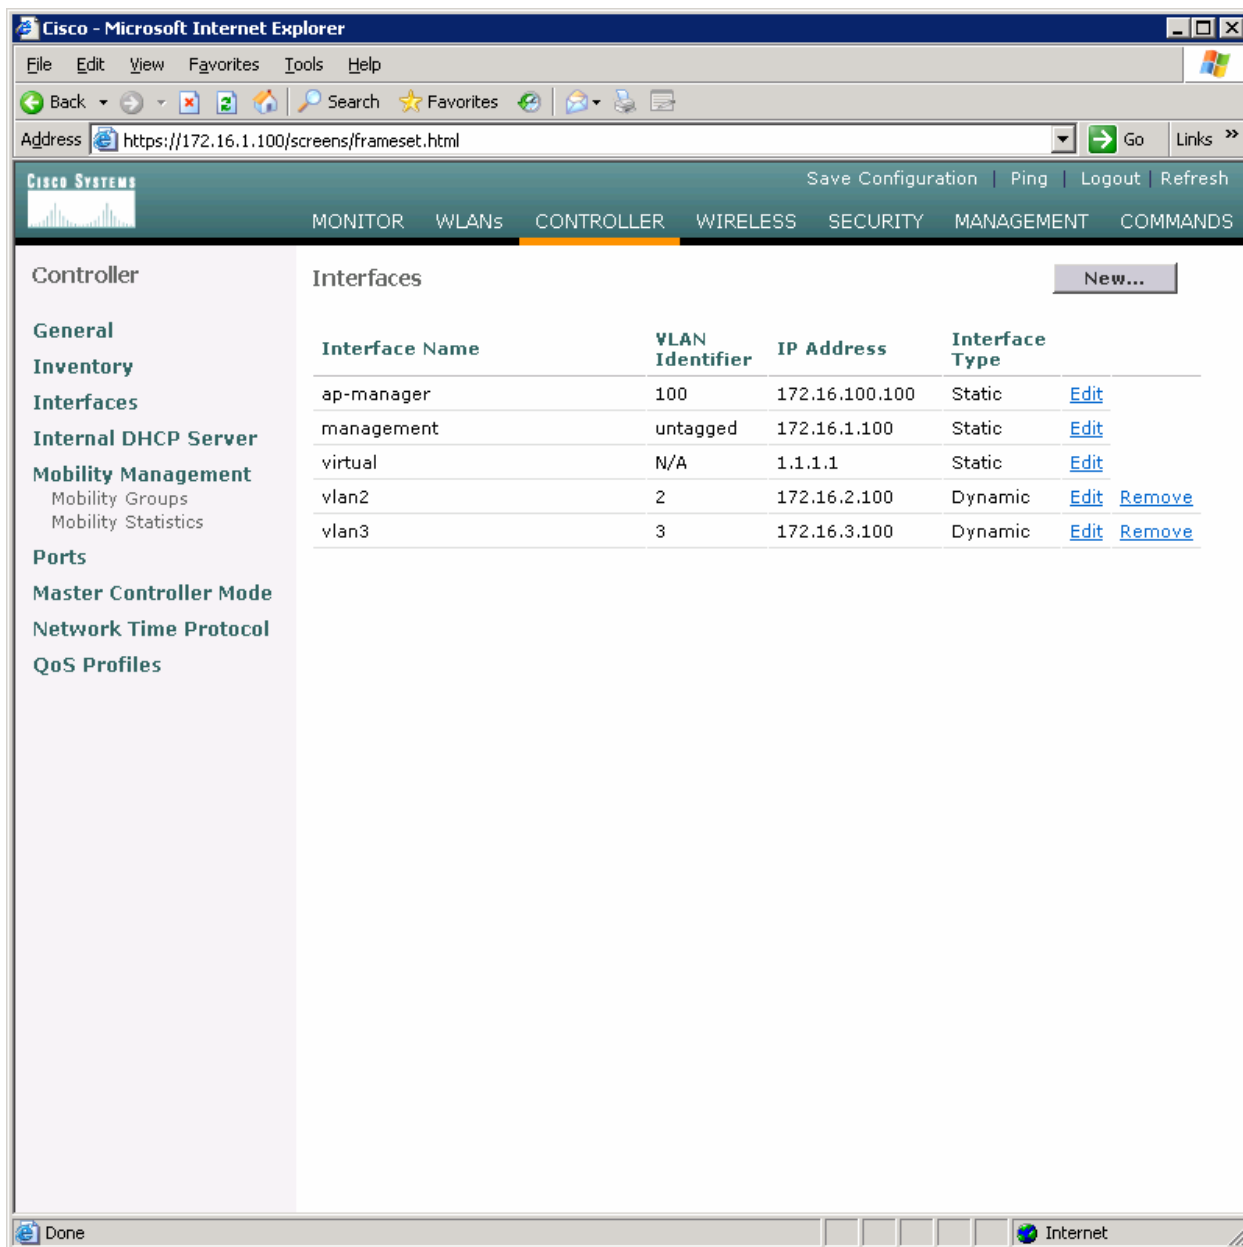 Cisco - Microsoft Internet Explorer
File Edit View Favorites Tools Help
Back Search Favorites
Address https://172.16.1.100/screens/frameset.html Go Links »
CISCO SYSTEMS
Save Configuration | Ping | Logout | Refresh
MONITOR WLANs CONTROLLER WIRELESS SECURITY MANAGEMENT COMMANDS
Controller
General
Inventory
Interfaces
Internal DHCP Server
Mobility Management
Mobility Groups
Mobility Statistics
Ports
Master Controller Mode
Network Time Protocol
QoS Profiles
Interfaces New...
Interface Name VLAN Identifier IP Address Interface Type
ap-manager 100 172.16.100.100 Static Edit
management untagged 172.16.1.100 Static Edit
virtual N/A 1.1.1.1 Static Edit
vlan2 2 172.16.2.100 Dynamic Edit Remove
vlan3 3 172.16.3.100 Dynamic Edit Remove
Done Internet